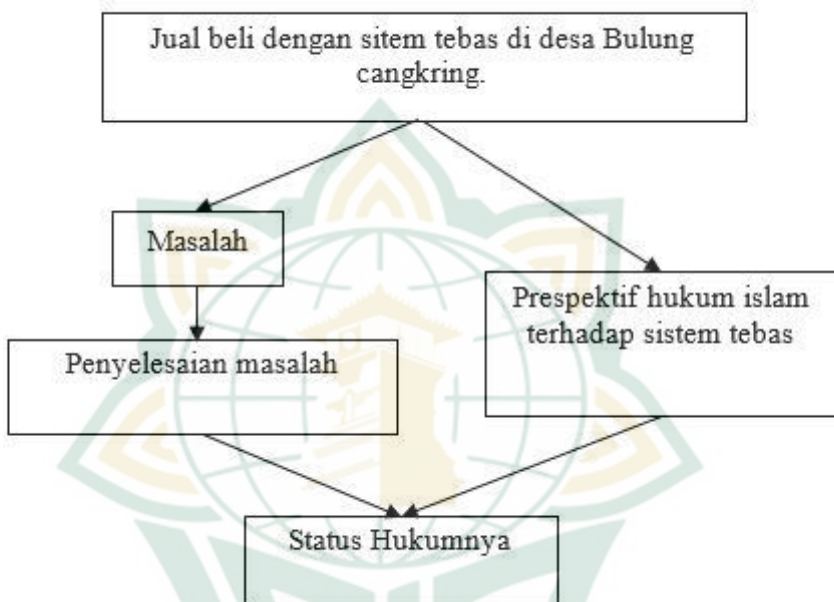 Jual beli dengan sitem tebas di desa Bulung
cangkring.
Masalah
Prespektif hukum islam
terhadap sistem tebas
Penyelesaian masalah
Status Hukumnya